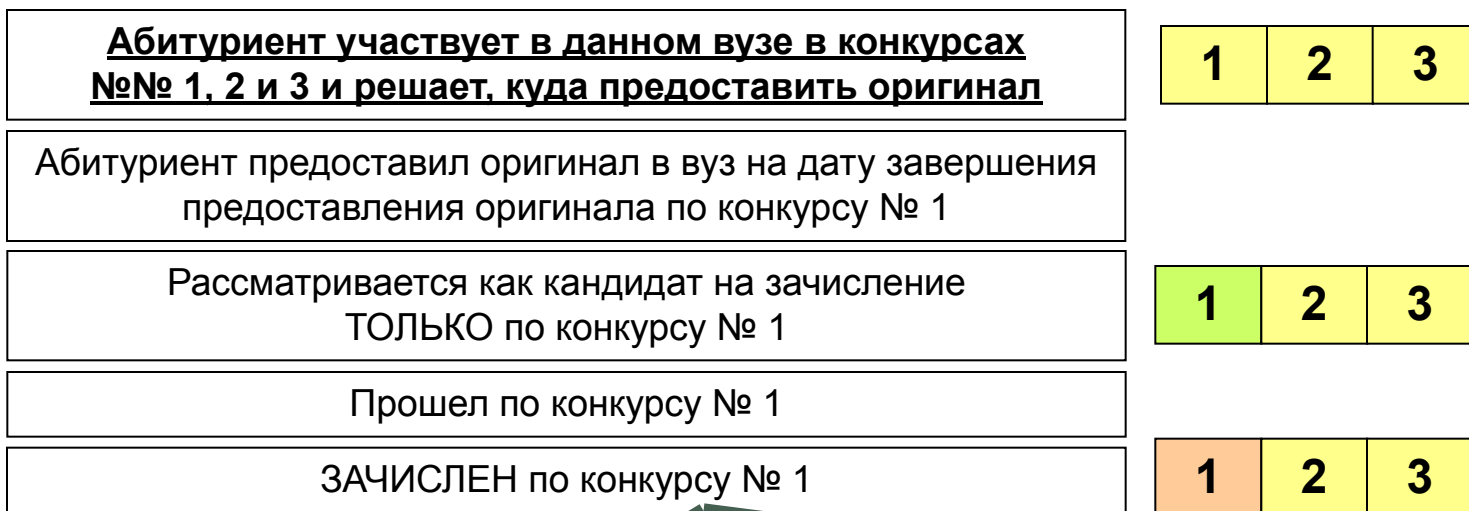 Абитуриент участвует в данном вузе в конкурсах
№№ 1, 2 и 3 и решает, куда предоставить оригинал
1 2 3
Абитуриент предоставил оригинал в вуз на дату завершения
предоставления оригинала по конкурсу № 1
Рассматривается как кандидат на зачисление
ТОЛЬКО по конкурсу № 1
1 2 3
Прошел по конкурсу № 1
ЗАЧИСЛЕН по конкурсу № 1
1 2 3